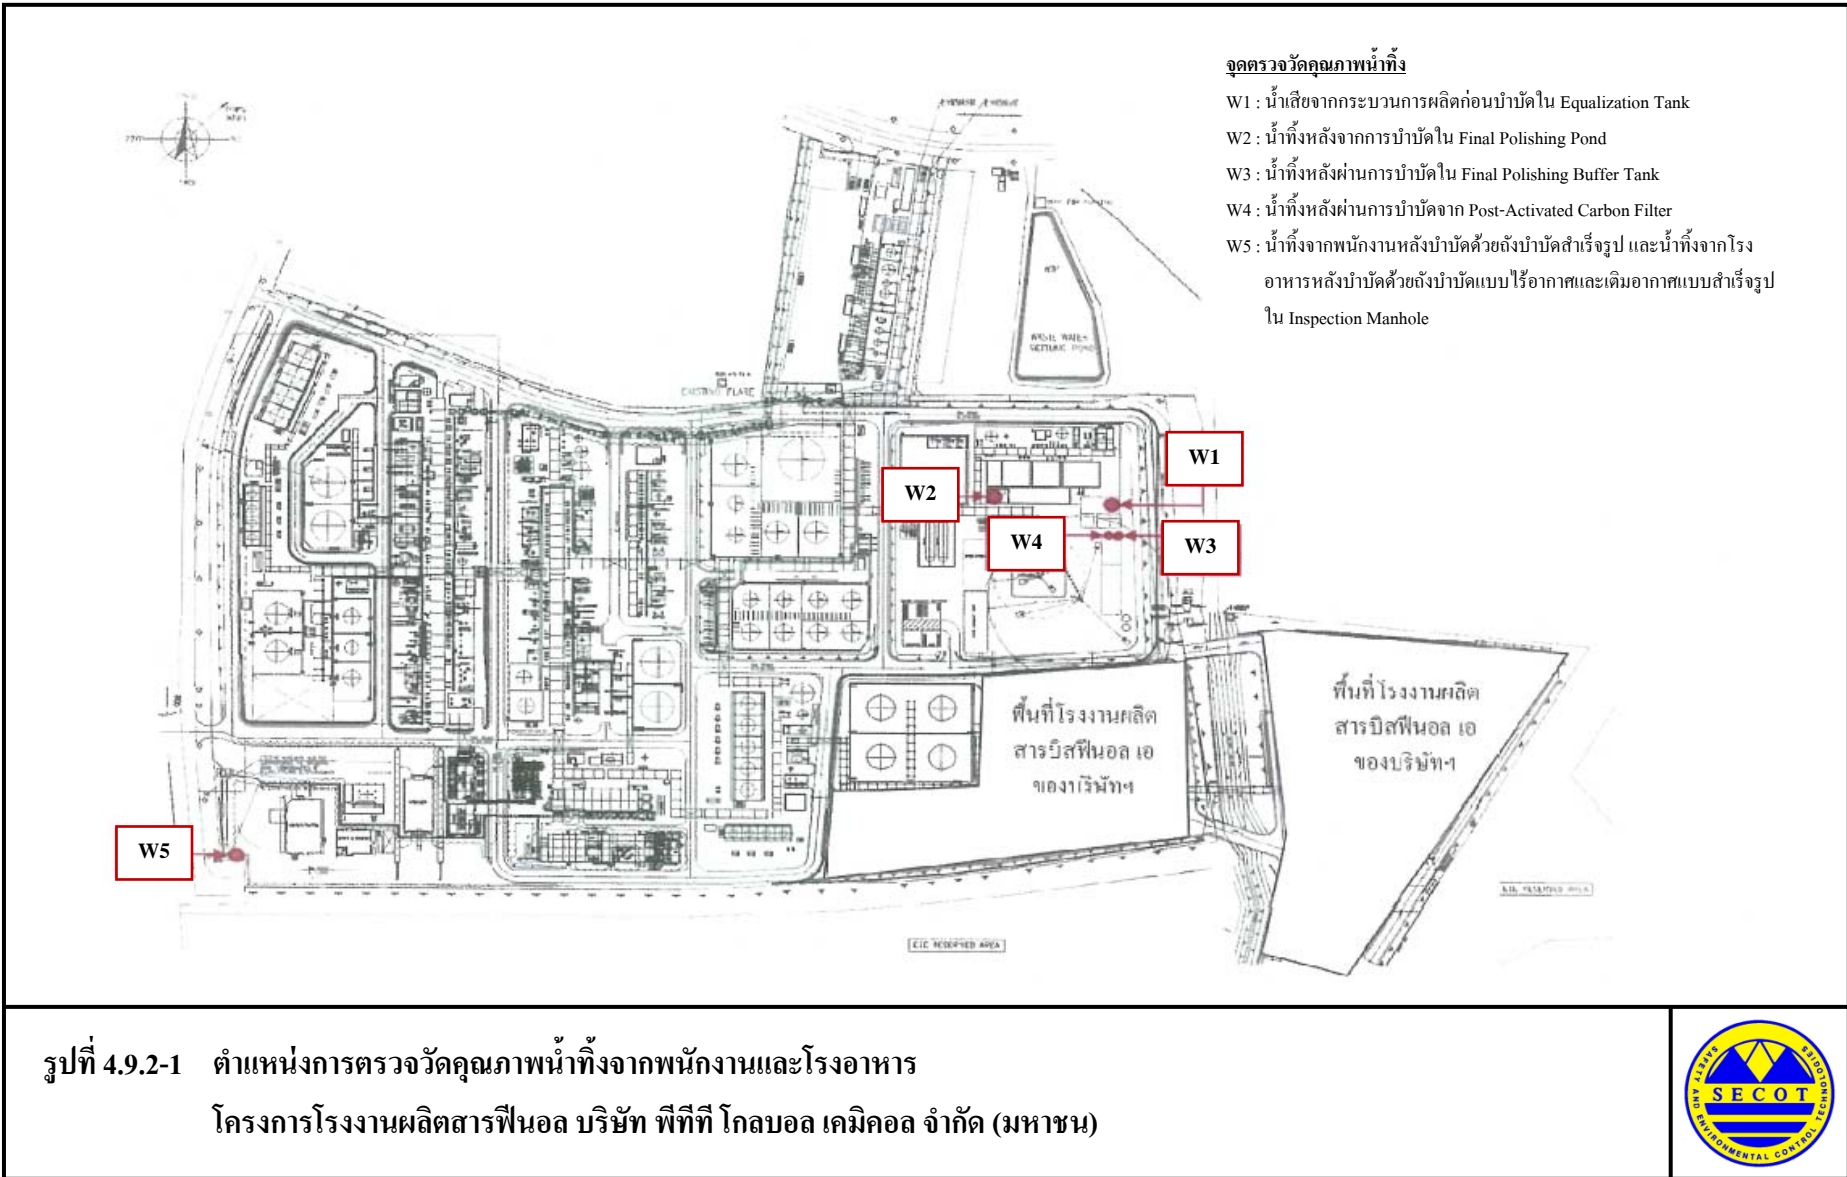 จุดตรวจวัดคุณภาพน้ำทิ้ง
W1 : น้ำเสียจากกระบวนการผลิตก่อนบำบัดใน Equalization Tank
W2 : น้ำทิ้งหลังจากการบำบัดใน Final Polishing Pond
W3 : น้ำทิ้งหลังผ่านการบำบัดใน Final Polishing Buffer Tank
W4 : น้ำทิ้งหลังผ่านการบำบัดจาก Post-Activated Carbon Filter
W5 : น้ำทิ้งจากพนักงานหลังบำบัดด้วยถังบำบัดสำเร็จรูป และน้ำทิ้งจากโรง
อาหารหลังบำบัดด้วยถังบำบัดแบบไร้อากาศและเติมอากาศแบบสำเร็จรูป
ใน Inspection Manhole
WASTE WATER
SETTLING POND
EXISTING FLARE
W1
W2
W4
W3
พื้นที่โรงงานผลิต
สารบิสฟีนอล เอ
ของบริษัทฯ
พื้นที่โรงงานผลิต
สารบิสฟีนอล เอ
ของบริษัทฯ
W5
E.I.E. RESERVED AREA
E.I.E. RESERVED AREA
รูปที่ 4.9.2-1 ตำแหน่งการตรวจวัดคุณภาพน้ำทิ้งจากพนักงานและโรงอาหาร
โครงการโรงงานผลิตสารฟีนอล บริษัท พีทีที โกลบอล เคมิคอล จำกัด (มหาชน)
SECOT
SAFETY AND ENVIRONMENTAL CONTROL TECHNOLOGIES